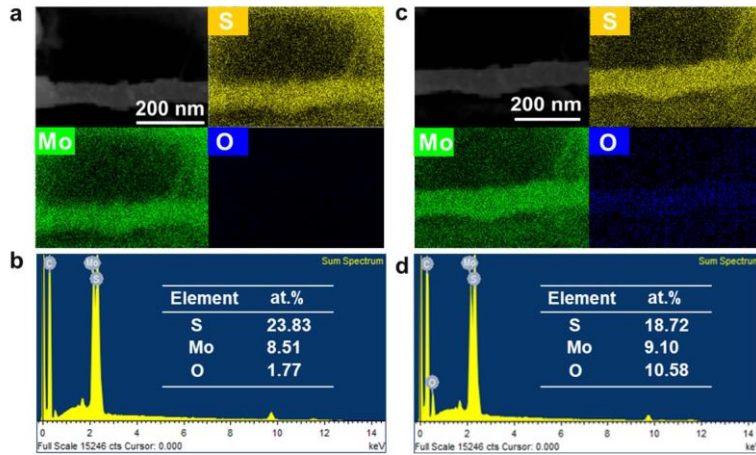 a
S
200 nm
Mo
O
c
S
200 nm
Mo
O
b
Sum Spectrum
C
Mo
S
Element at.%
S 23.83
Mo 8.51
O 1.77
0 2 4 6 8 10 12 14
Full Scale 15246 cts Cursor: 0.000
keV
d
Sum Spectrum
C
Mo
S
O
Element at.%
S 18.72
Mo 9.10
O 10.58
0 2 4 6 8 10 12 14
Full Scale 15246 cts Cursor: 0.000
keV